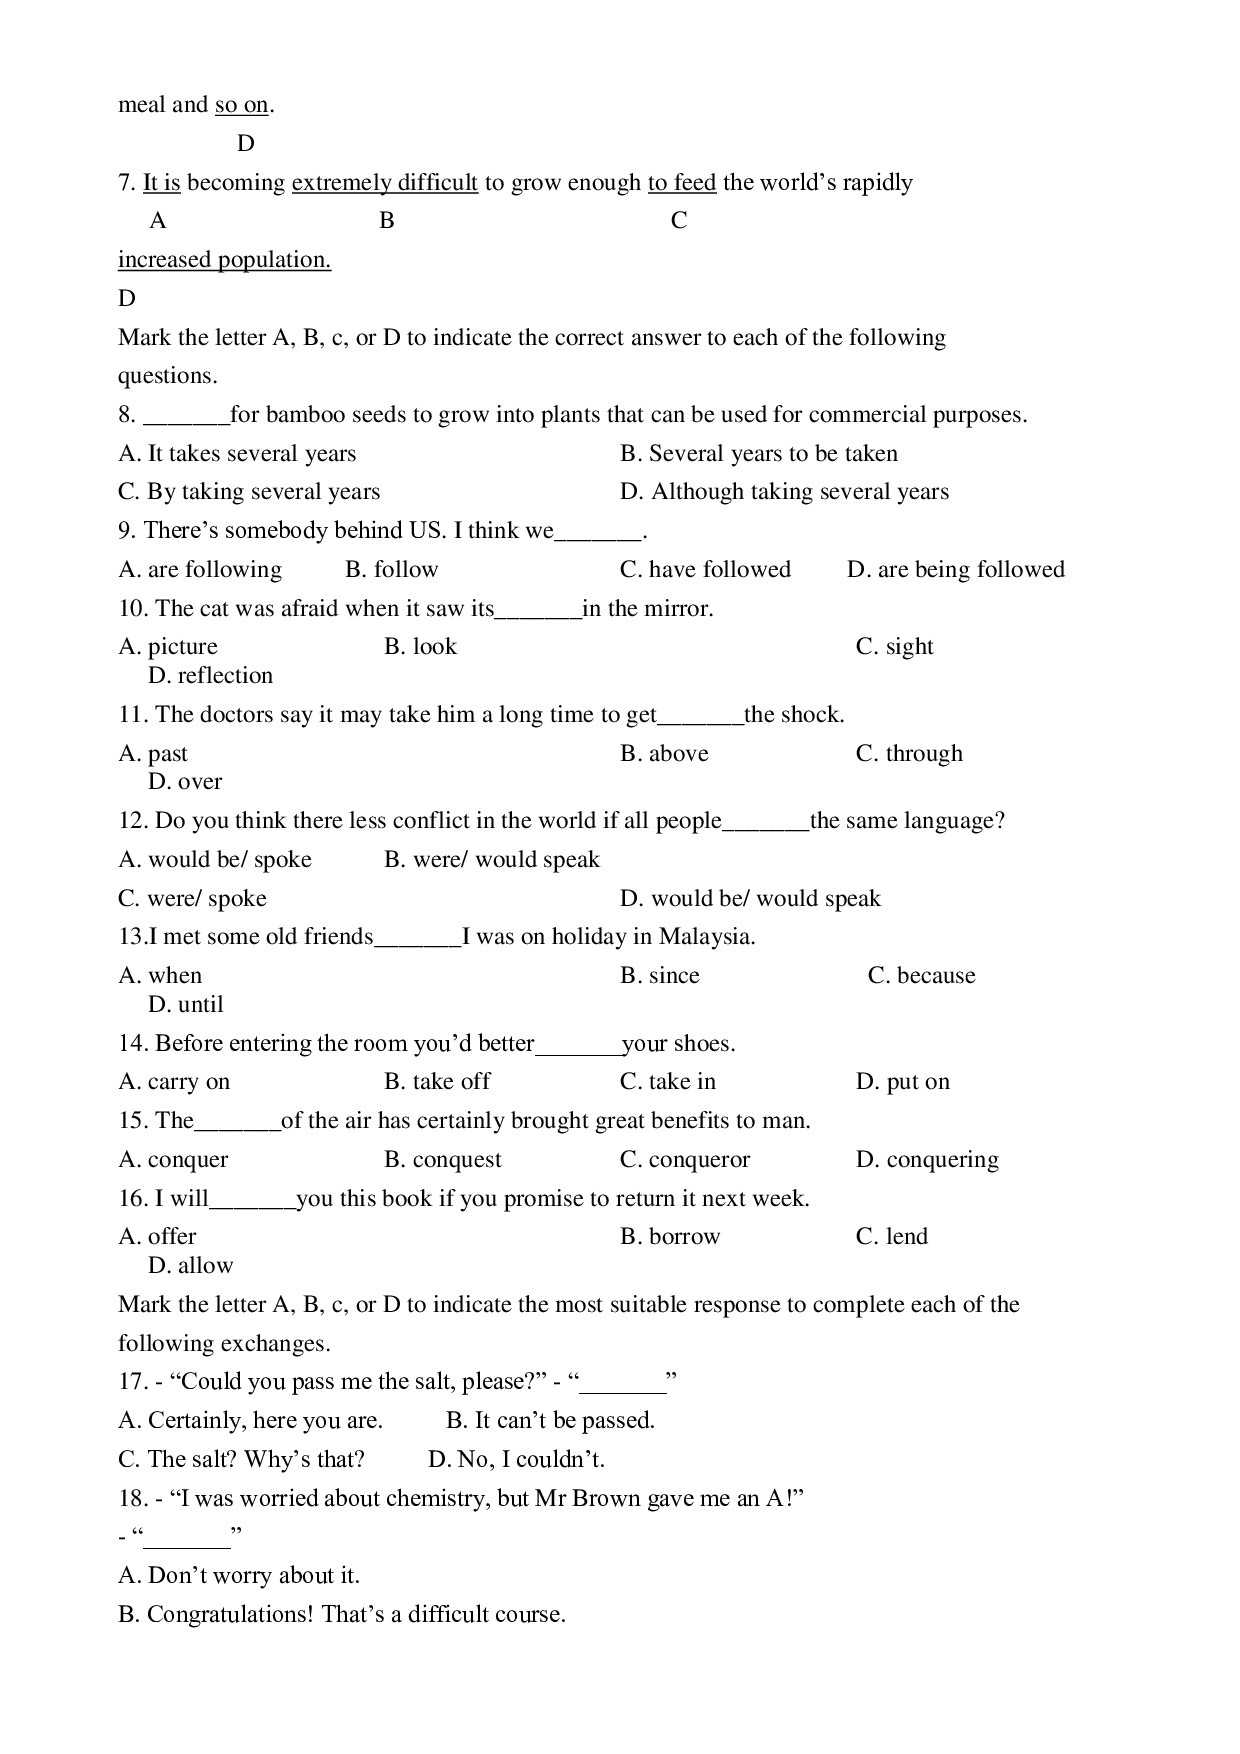 meal and so on.
D
7. It is becoming extremely difficult to grow enough to feed the world’s rapidly
A B C
increased population.
D
Mark the letter A, B, c, or D to indicate the correct answer to each of the following
questions.
8. _______for bamboo seeds to grow into plants that can be used for commercial purposes.
A. It takes several years B. Several years to be taken
C. By taking several years D. Although taking several years
9. There’s somebody behind US. I think we_______.
A. are following B. follow C. have followed D. are being followed
10. The cat was afraid when it saw its_______in the mirror.
A. picture B. look C. sight
D. reflection
11. The doctors say it may take him a long time to get_______the shock.
A. past B. above C. through
D. over
12. Do you think there less conflict in the world if all people_______the same language?
A. would be/ spoke B. were/ would speak
C. were/ spoke D. would be/ would speak
13.I met some old friends_______I was on holiday in Malaysia.
A. when B. since C. because
D. until
14. Before entering the room you’d better_______your shoes.
A. carry on B. take off C. take in D. put on
15. The_______of the air has certainly brought great benefits to man.
A. conquer B. conquest C. conqueror D. conquering
16. I will_______you this book if you promise to return it next week.
A. offer B. borrow C. lend
D. allow
Mark the letter A, B, c, or D to indicate the most suitable response to complete each of the
following exchanges.
17. - “Could you pass me the salt, please?” - “_______”
A. Certainly, here you are. B. It can’t be passed.
C. The salt? Why’s that? D. No, I couldn’t.
18. - “I was worried about chemistry, but Mr Brown gave me an A!”
- “_______”
A. Don’t worry about it.
B. Congratulations! That’s a difficult course.